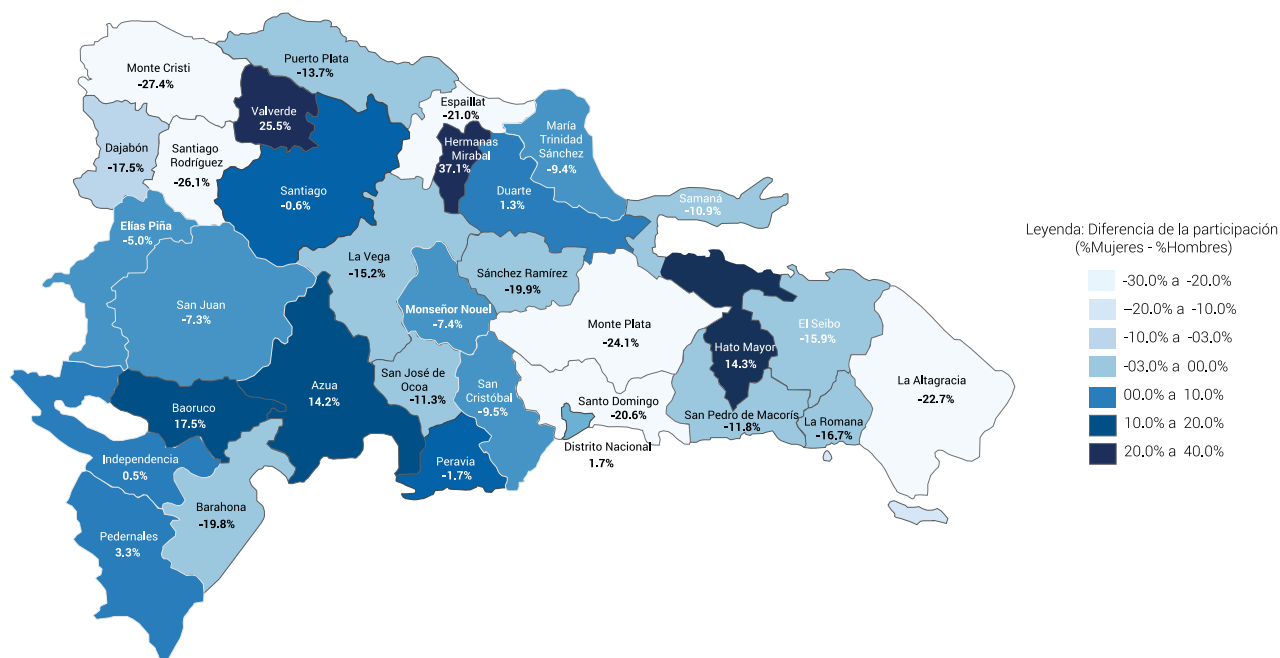 Puerto Plata
-13.7%
Monte Cristi
-27.4%
Valverde
25.5%
Espaillat
-21.0%
María
Trinidad
Sánchez
-9.4%
Hermanas
Mirabal
37.1%
Dajabón
-17.5%
Santiago
Rodríguez
-26.1%
Santiago
-0.6%
Duarte
1.3%
Samaná
-10.9%
Elías Piña
-5.0%
La Vega
-15.2%
Sánchez Ramírez
-19.9%
San Juan
-7.3%
Monseñor Nouel
-7.4%
Monte Plata
-24.1%
El Seibo
-15.9%
Hato Mayor
14.3%
La Altagracia
-22.7%
Azua
14.2%
San José de
Ocoa
-11.3%
San
Cristóbal
-9.5%
Santo Domingo
-20.6%
San Pedro de Macorís
-11.8%
La Romana
-16.7%
Baoruco
17.5%
Distrito Nacional
1.7%
Independencia
0.5%
Peravia
-1.7%
Barahona
-19.8%
Pedernales
3.3%
Leyenda: Diferencia de la participación
(%Mujeres - %Hombres)
-30.0% a -20.0%
–20.0% a -10.0%
-10.0% a -03.0%
-03.0% a 00.0%
00.0% a 10.0%
10.0% a 20.0%
20.0% a 40.0%